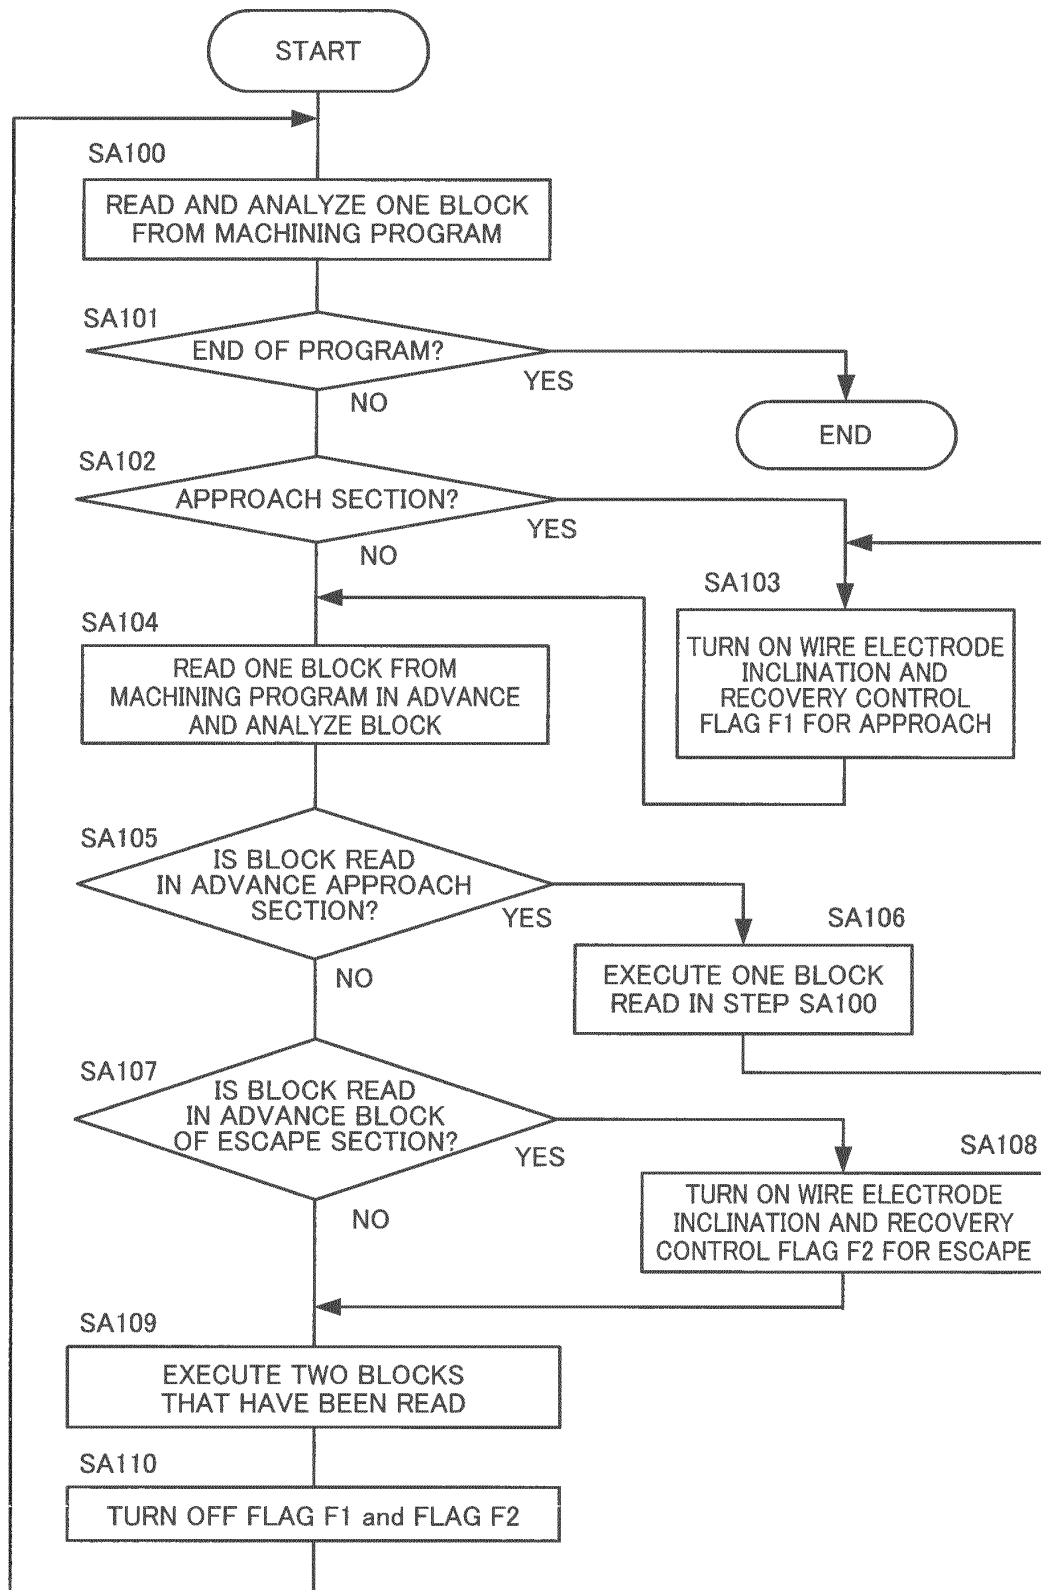 START
SA100
READ AND ANALYZE ONE BLOCK
FROM MACHINING PROGRAM
SA101
END OF PROGRAM?
YES
NO
END
SA102
APPROACH SECTION?
YES
NO
SA103
TURN ON WIRE ELECTRODE
INCLINATION AND
RECOVERY CONTROL
FLAG F1 FOR APPROACH
SA104
READ ONE BLOCK FROM
MACHINING PROGRAM IN ADVANCE
AND ANALYZE BLOCK
SA105
IS BLOCK READ
IN ADVANCE APPROACH
SECTION?
YES
NO
SA106
EXECUTE ONE BLOCK
READ IN STEP SA100
SA107
IS BLOCK READ
IN ADVANCE BLOCK
OF ESCAPE SECTION?
YES
NO
SA108
TURN ON WIRE ELECTRODE
INCLINATION AND RECOVERY
CONTROL FLAG F2 FOR ESCAPE
SA109
EXECUTE TWO BLOCKS
THAT HAVE BEEN READ
SA110
TURN OFF FLAG F1 and FLAG F2